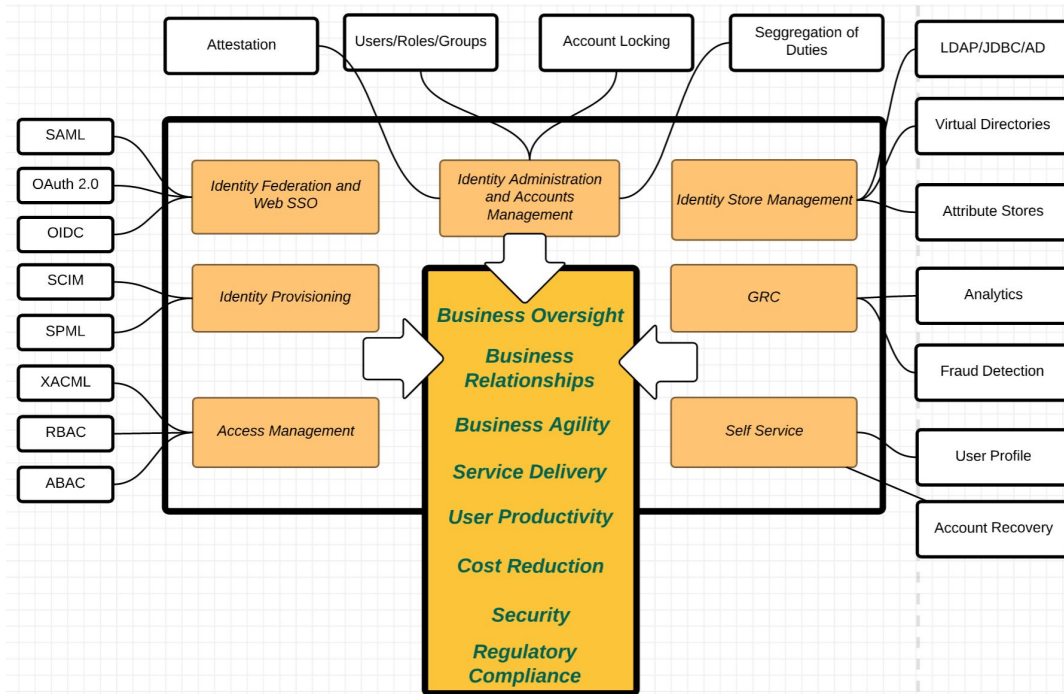 Attestation
Users/Roles/Groups
Account Locking
Seggregation of
Duties
LDAP/JDBC/AD
Virtual Directories
Attribute Stores
Analytics
Fraud Detection
User Profile
Account Recovery
SAML
OAuth 2.0
OIDC
SCIM
SPML
XACML
RBAC
ABAC
Identity Federation and
Web SSO
Identity Provisioning
Access Management
Identity Administration
and Accounts
Management
Identity Store Management
GRC
Self Service
Business Oversight
Business
Relationships
Business Agility
Service Delivery
User Productivity
Cost Reduction
Security
Regulatory
Compliance